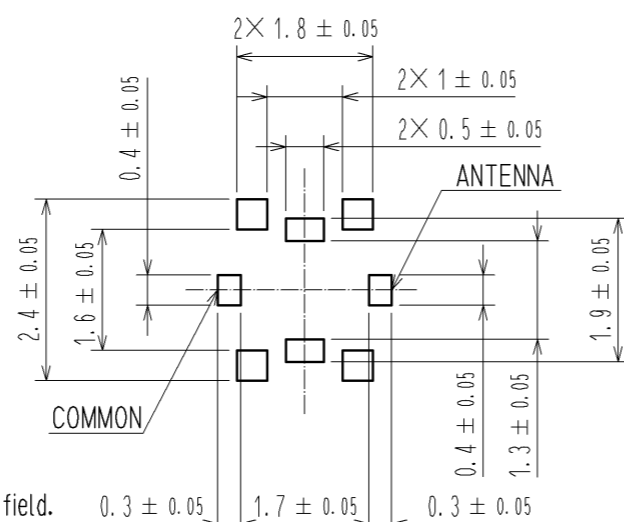 2× 1.8 ± 0.05
2× 1 ± 0.05
0.4 ± 0.05
2× 0.5 ± 0.05
ANTENNA
2.4 ± 0.05
1.6 ± 0.05
1.9 ± 0.05
1.3 ± 0.05
0.4 ± 0.05
COMMON
field.
0.3 ± 0.05
1.7 ± 0.05
0.3 ± 0.05